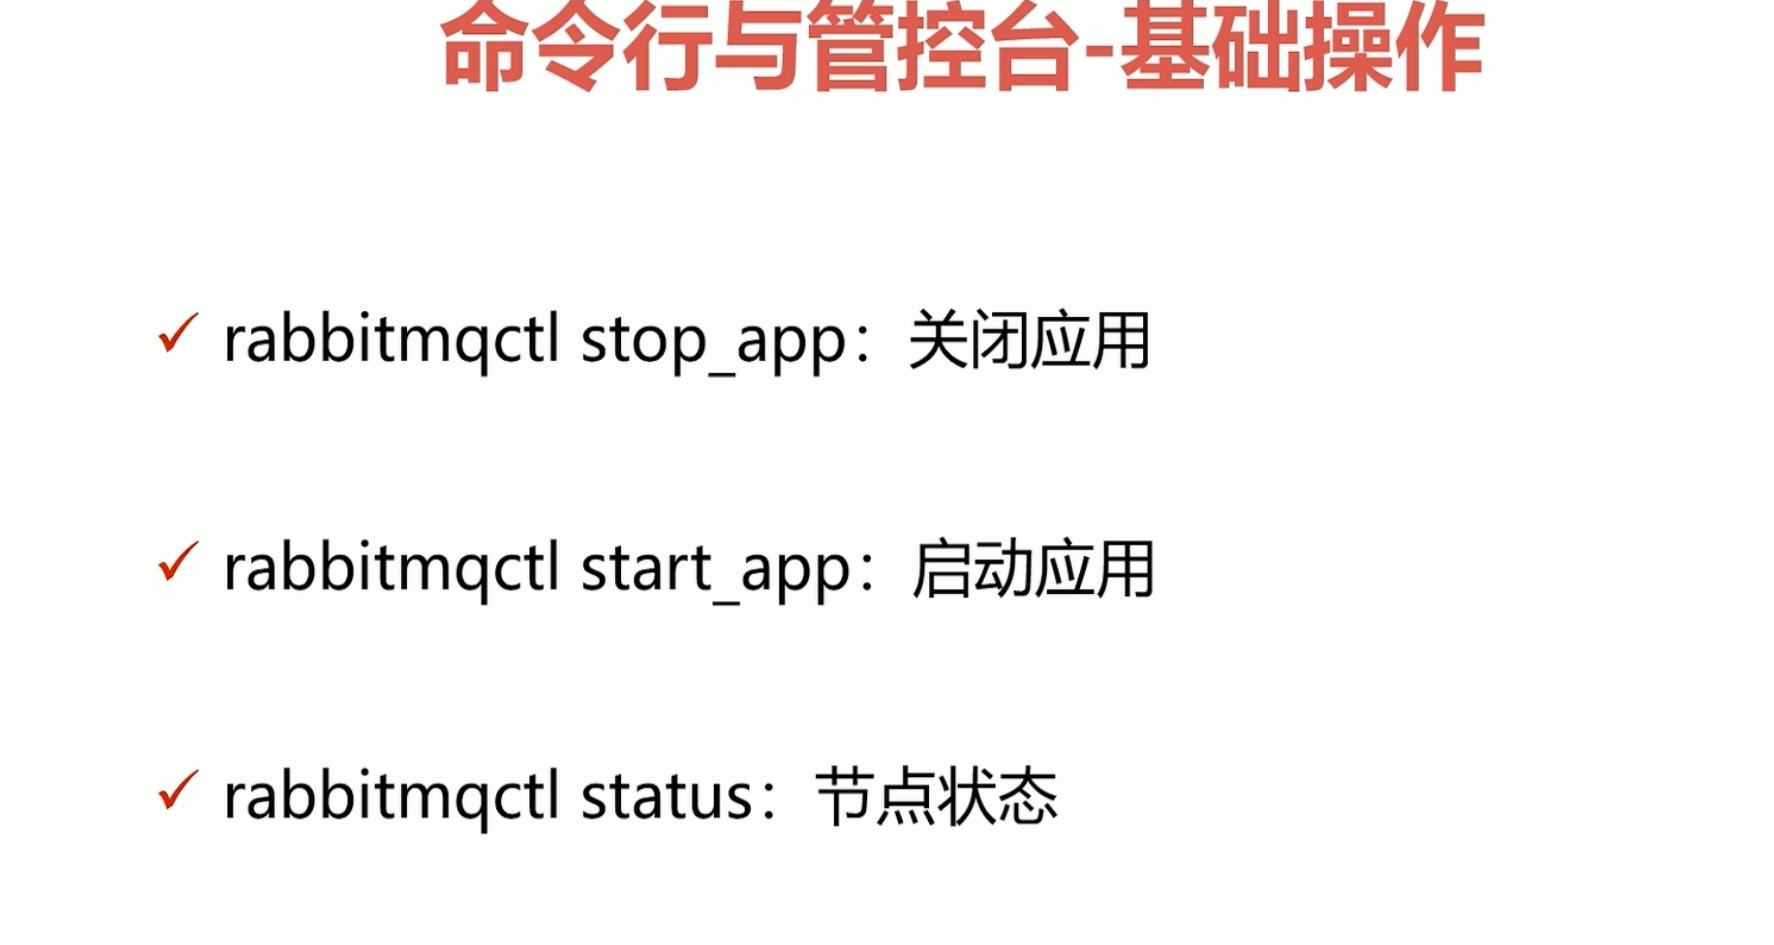 命令行与管控台-基础操作
rabbitmqctl stop_app：关闭应用
rabbitmqctl start_app：启动应用
rabbitmqctl status：节点状态